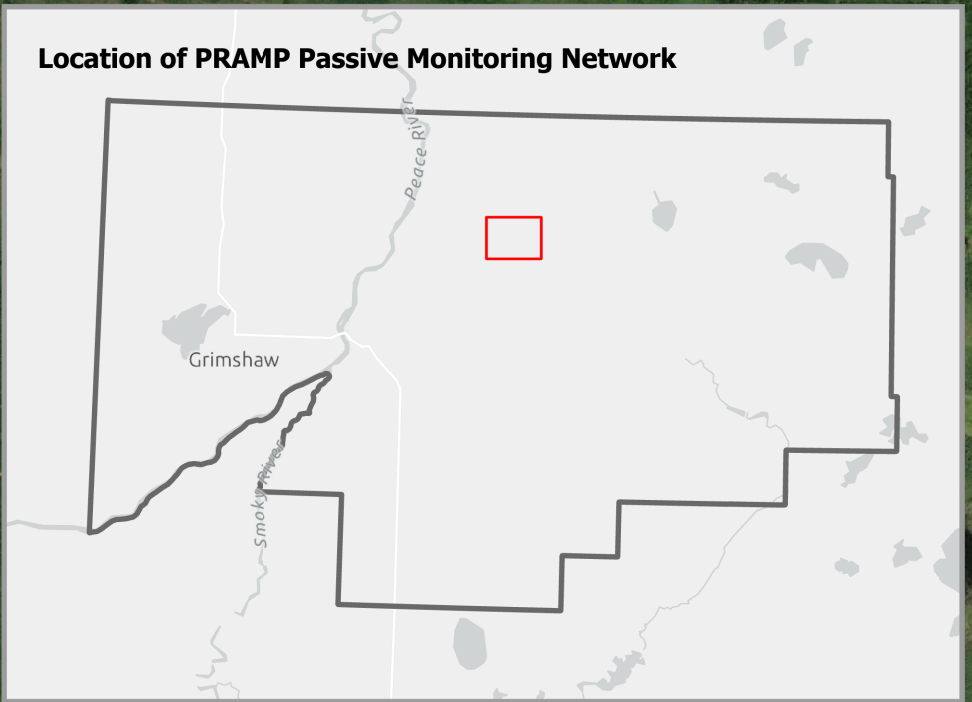 Location of PRAMP Passive Monitoring Network
Peace River
Grimshaw
Smoky River